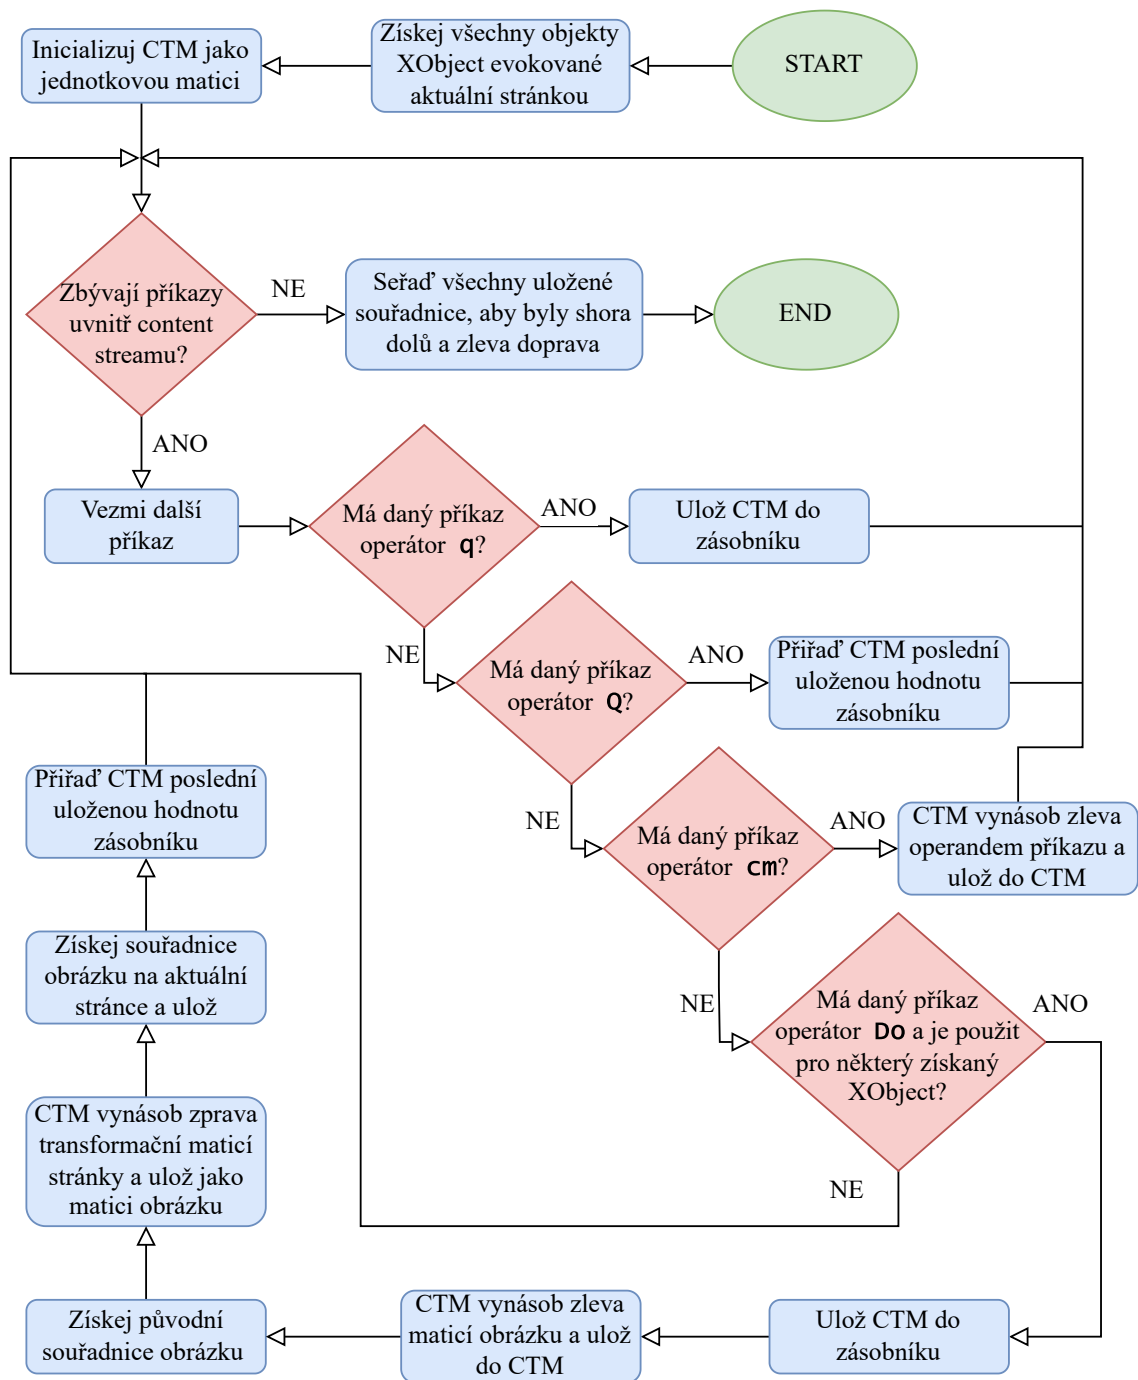 START
Získej všechny objekty
XObject evokované
aktuální stránkou
Inicializuj CTM jako
jednotkovou matici
Zbývají příkazy
uvnitř content
streamu?
NE
Seřaď všechny uložené
souřadnice, aby byly shora
dolů a zleva doprava
END
ANO
Vezmi další
příkaz
Má daný příkaz
operátor q?
ANO
Ulož CTM do
zásobníku
NE
Má daný příkaz
operátor Q?
ANO
Přiřaď CTM poslední
uloženou hodnotu
zásobníku
NE
Má daný příkaz
operátor cm?
ANO
CTM vynásob zleva
operandem příkazu a
ulož do CTM
NE
Má daný příkaz
operátor Do a je použit
pro některý získaný
XObject?
ANO
NE
Ulož CTM do
zásobníku
CTM vynásob zleva
maticí obrázku a ulož
do CTM
Získej původní
souřadnice obrázku
CTM vynásob zprava
transformační maticí
stránky a ulož jako
matici obrázku
Získej souřadnice
obrázku na aktuální
stránce a ulož
Přiřaď CTM poslední
uloženou hodnotu
zásobníku